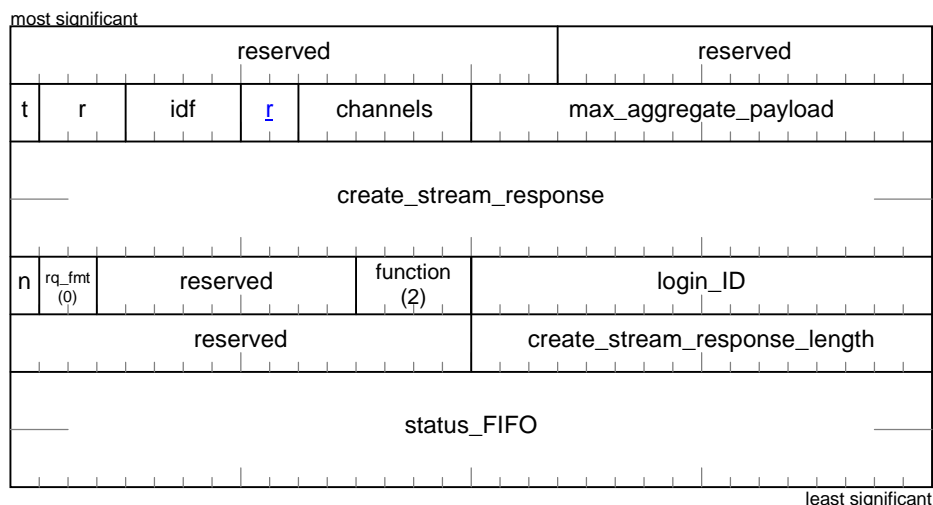 most significant
reserved reserved
t r idf r channels max_aggregate_payload
create_stream_response
n rq_fmt (0) reserved function (2) login_ID
reserved create_stream_response_length
status_FIFO
least significant